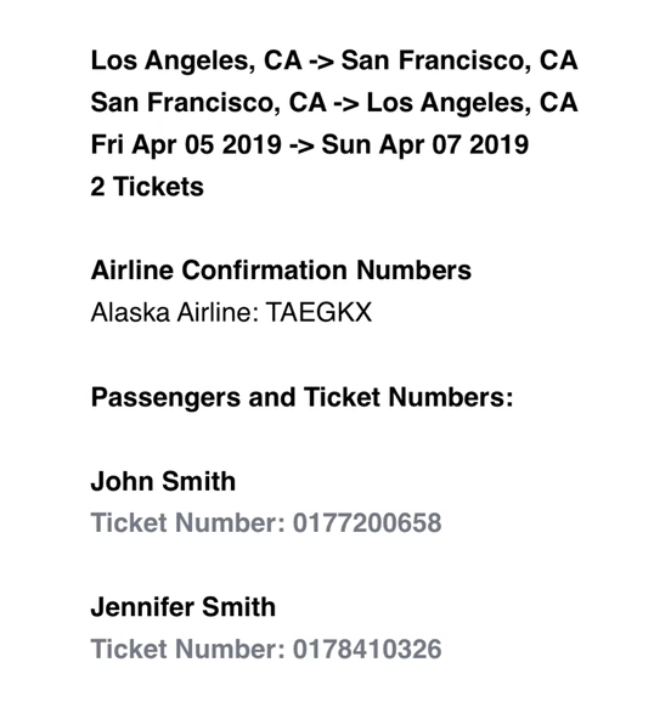 Los Angeles, CA -> San Francisco, CA
San Francisco, CA -> Los Angeles, CA
Fri Apr 05 2019 -> Sun Apr 07 2019
2 Tickets
Airline Confirmation Numbers
Alaska Airline: TAEGKX
Passengers and Ticket Numbers:
John Smith
Ticket Number: 0177200658
Jennifer Smith
Ticket Number: 0178410326